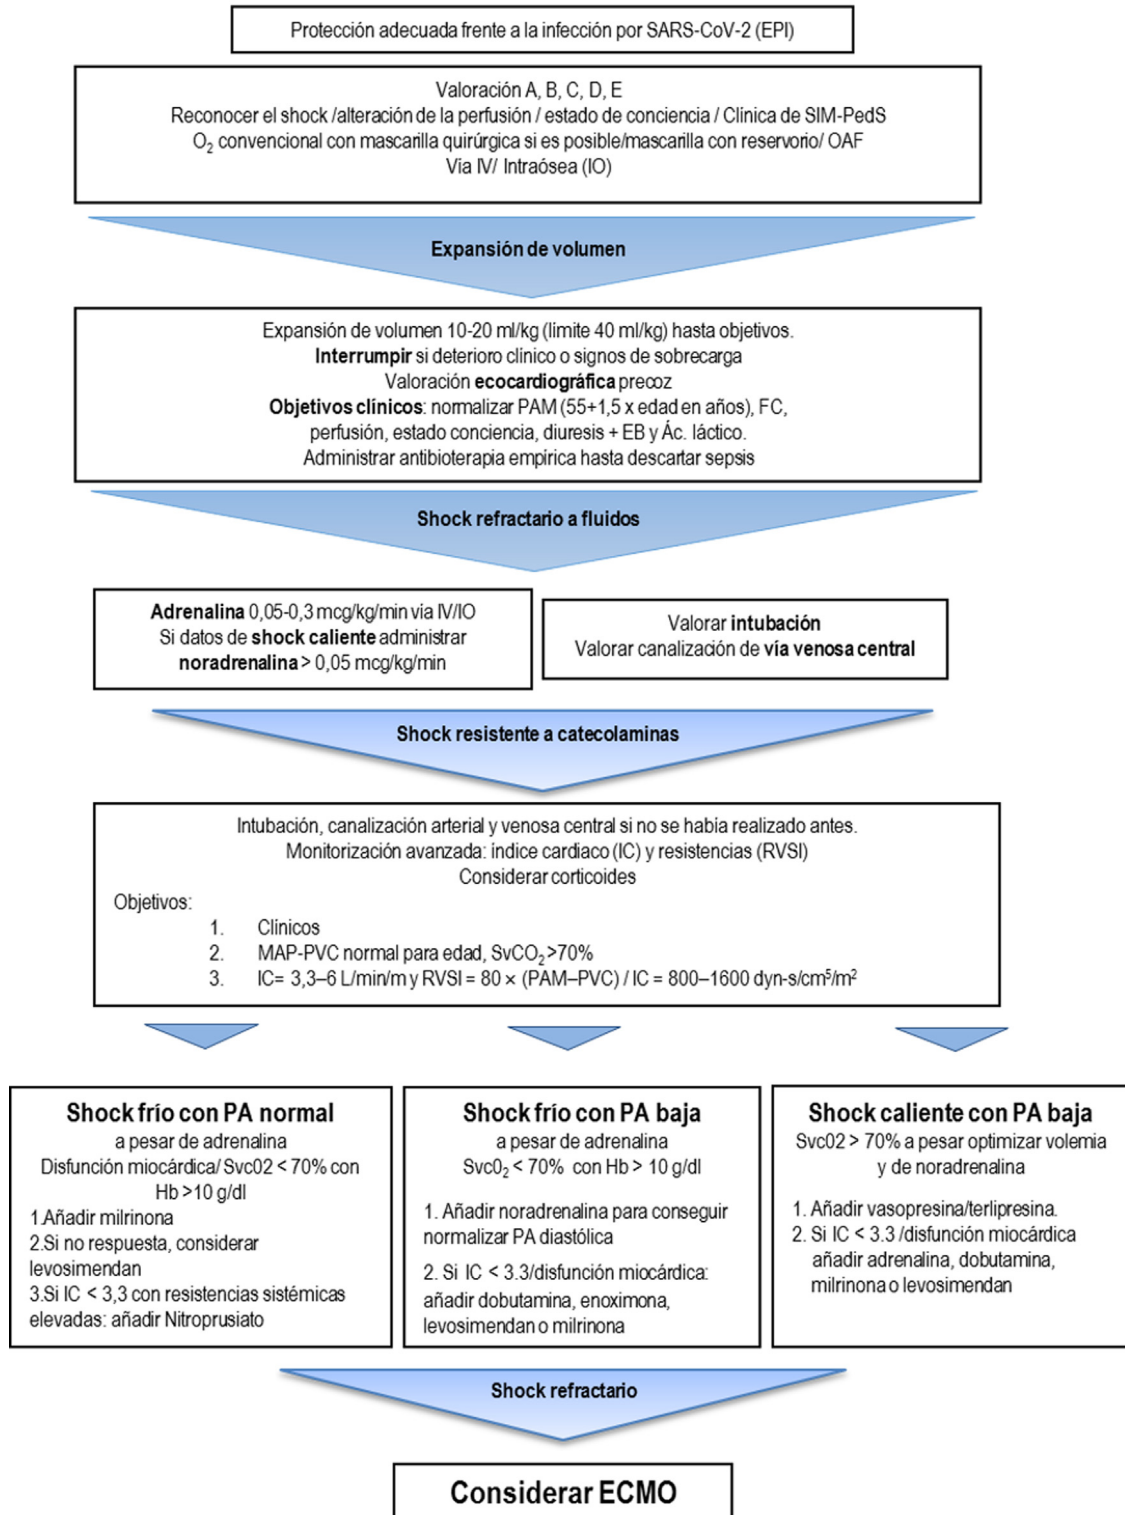 Protección adecuada frente a la infección por SARS-CoV-2 (EPI)
Valoración A, B, C, D, E
Reconocer el shock /alteración de la perfusión / estado de conciencia / Clínica de SIM-PedS
O₂ convencional con mascarilla quirúrgica si es posible/mascarilla con reservorio/ OAF
Via IV/ Intraósea (IO)
Expansión de volumen
Expansión de volumen 10-20 ml/kg (limite 40 ml/kg) hasta objetivos.
Interrumpir si deterioro clínico o signos de sobrecarga
Valoración ecocardiográfica precoz
Objetivos clínicos: normalizar PAM (55+1,5 x edad en años), FC,
perfusión, estado conciencia, diuresis + EB y Ác. láctico.
Administrar antibioterapia empírica hasta descartar sepsis
Shock refractario a fluidos
Adrenalina 0,05-0,3 mcg/kg/min via IV/IO
Si datos de shock caliente administrar
noradrenalina > 0,05 mcg/kg/min
Valorar intubación
Valorar canalización de vía venosa central
Shock resistente a catecolaminas
Intubación, canalización arterial y venosa central si no se había realizado antes.
Monitorización avanzada: índice cardiaco (IC) y resistencias (RVSI)
Considerar corticoides
Objetivos:
1. Clínicos
2. MAP-PVC normal para edad, SvCO₂ >70%
3. IC= 3,3–6 L/min/m y RVSI = 80 × (PAM–PVC) / IC = 800–1600 dyn-s/cm⁵/m²
Shock frío con PA normal
a pesar de adrenalina
Disfunción miocárdica/ Svc02 < 70% con
Hb >10 g/dl
1.Añadir milrinona
2.Si no respuesta, considerar
levosimendan
3.Si IC < 3,3 con resistencias sistémicas
elevadas: añadir Nitroprusiato
Shock frío con PA baja
a pesar de adrenalina
Svc0₂ < 70% con Hb > 10 g/dl
1. Añadir noradrenalina para conseguir
normalizar PA diastólica
2. Si IC < 3.3/disfunción miocárdica:
añadir dobutamina, enoximona,
levosimendan o milrinona
Shock caliente con PA baja
Svc02 > 70% a pesar optimizar volemia
y de noradrenalina
1. Añadir vasopresina/terlipresina.
2. Si IC < 3.3 /disfunción miocárdica
añadir adrenalina, dobutamina,
milrinona o levosimendan
Shock refractario
Considerar ECMO